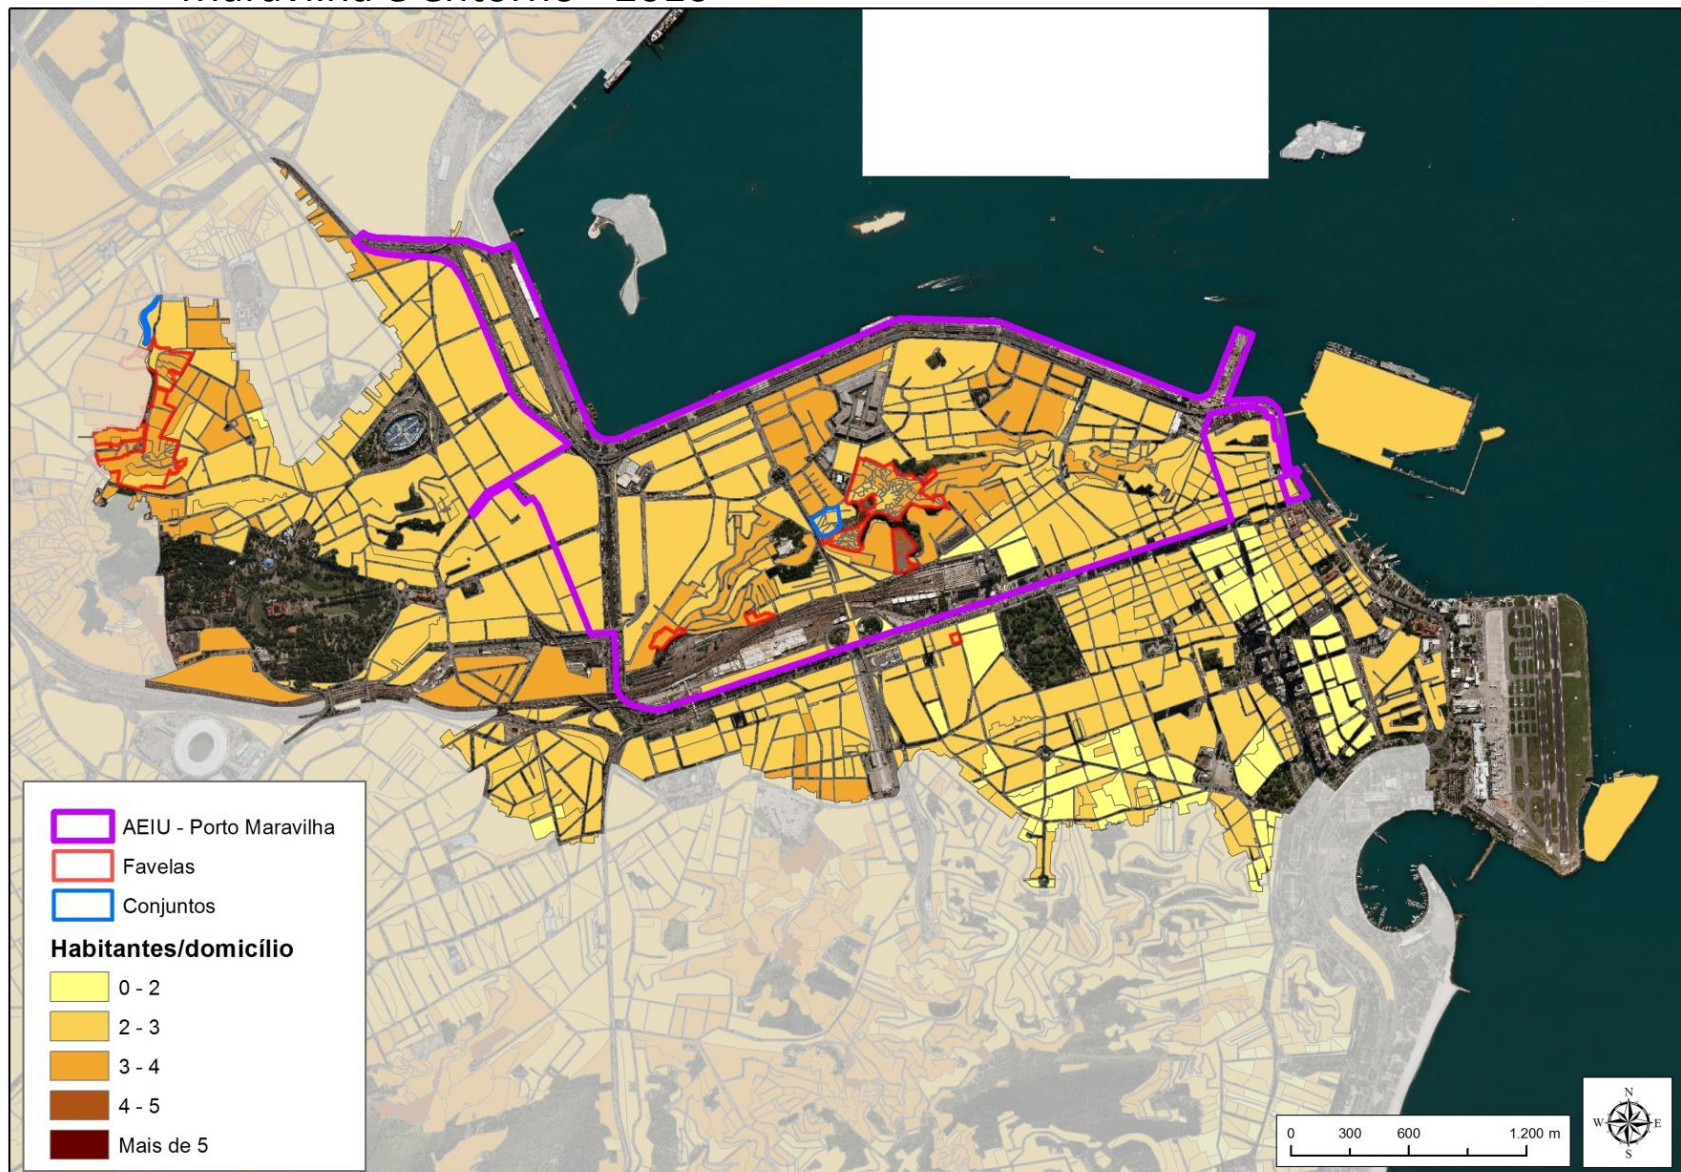 AEIU - Porto Maravilha
Favelas
Conjuntos
Habitantes/domicílio
0 - 2
2 - 3
3 - 4
4 - 5
Mais de 5
0 300 600 1.200 m
N
W E
S